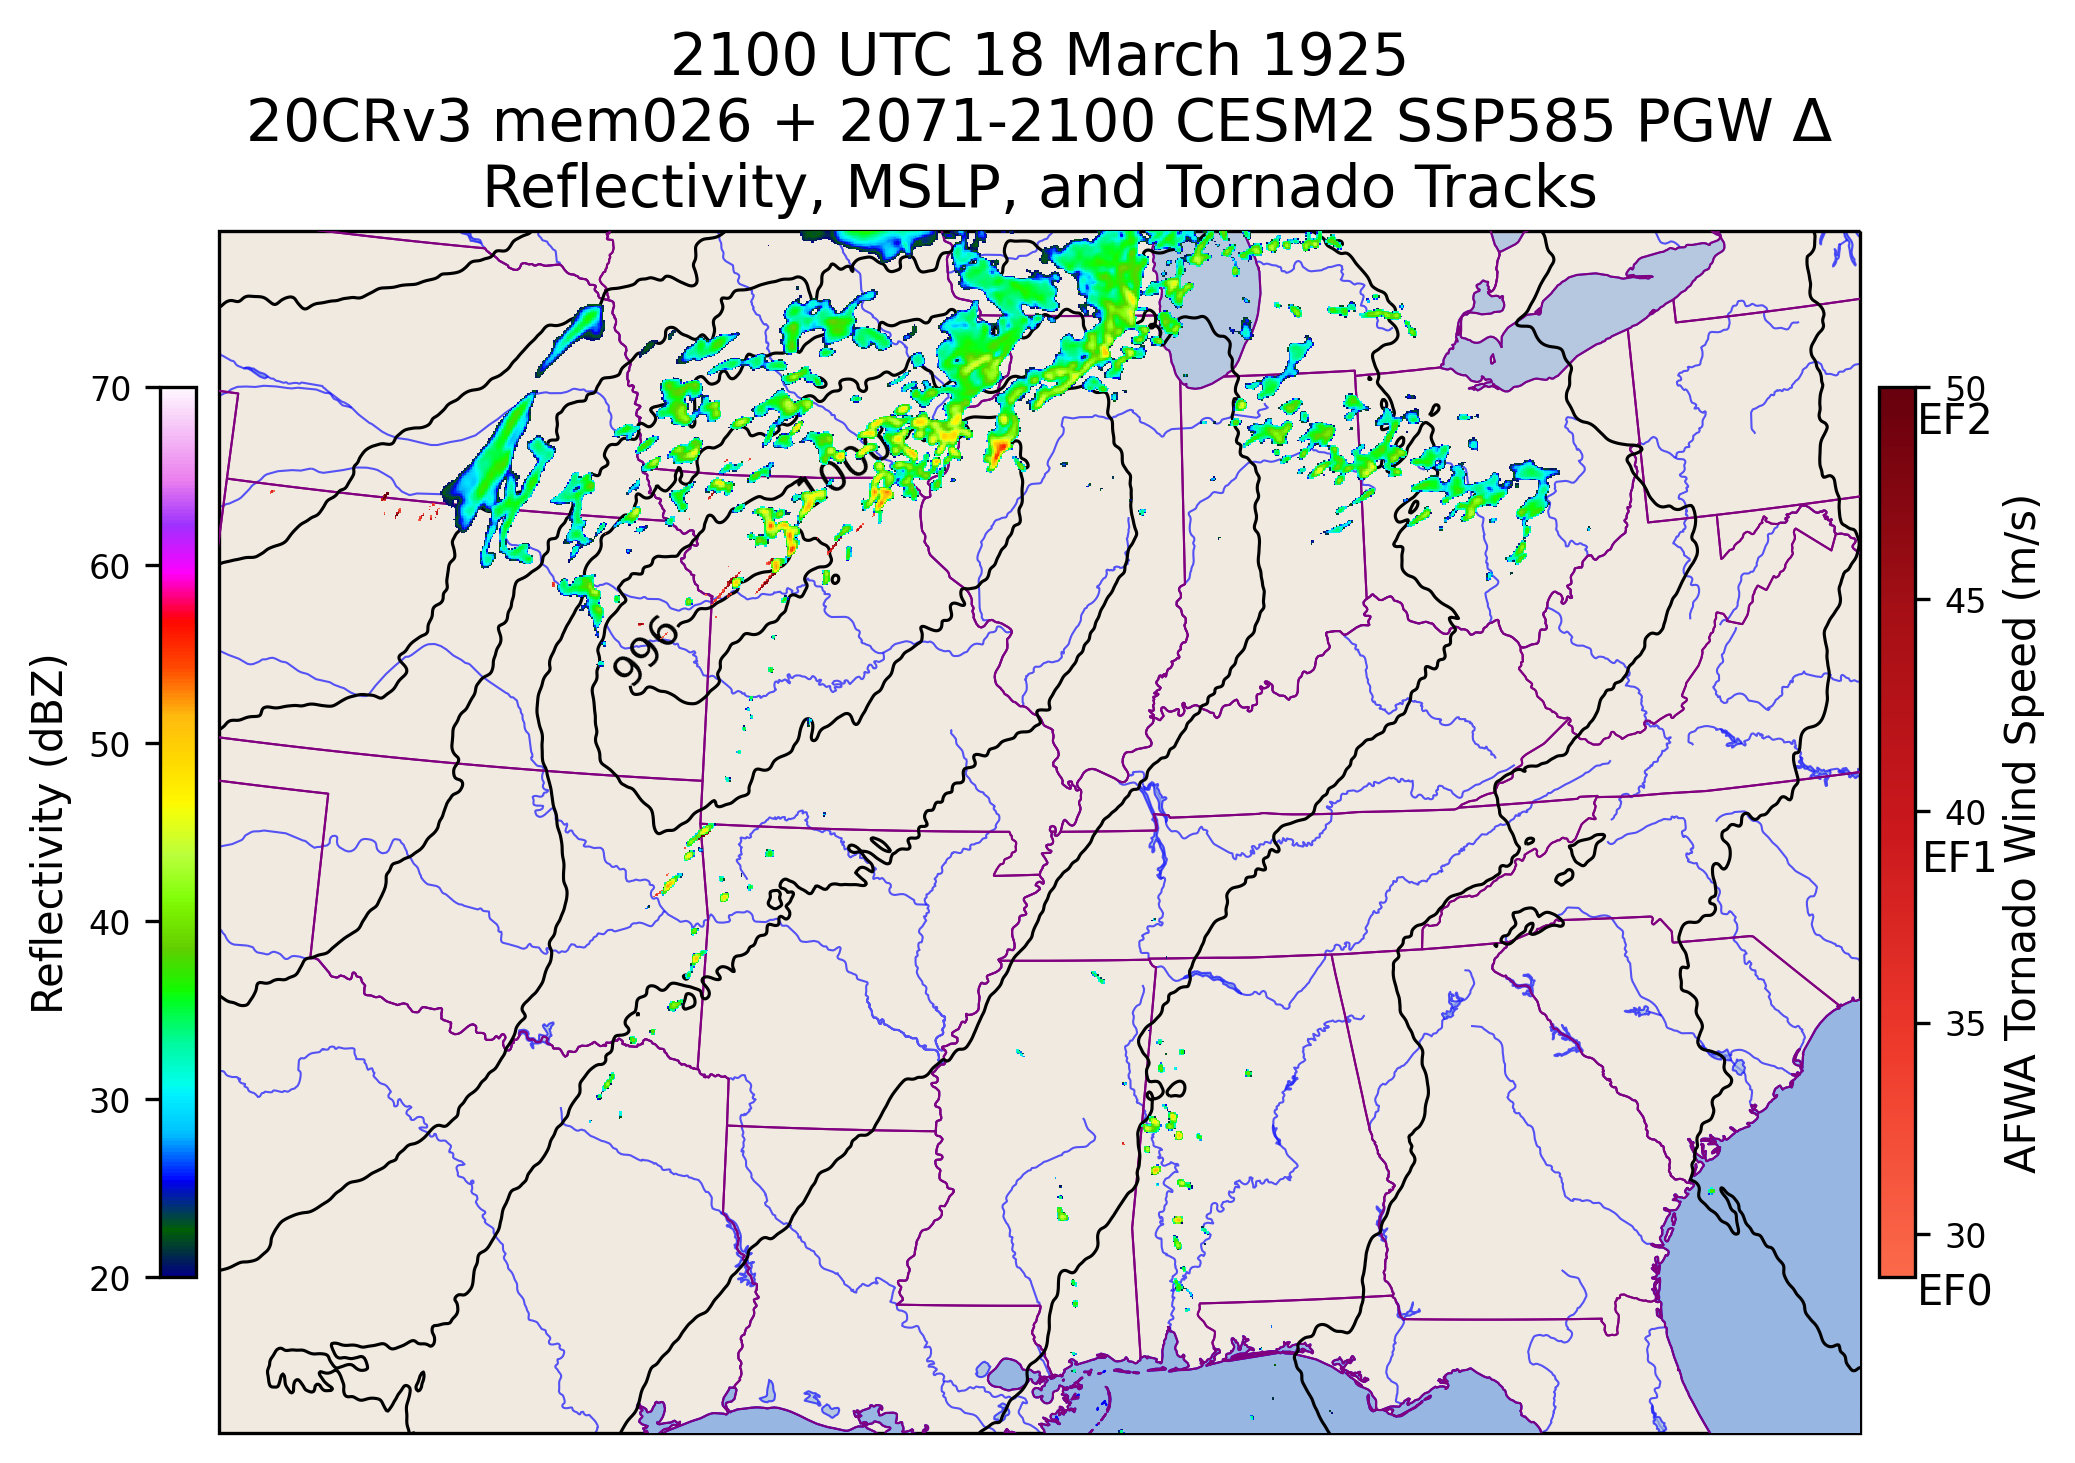 2100 UTC 18 March 1925
20CRv3 mem026 + 2071-2100 CESM2 SSP585 PGW Δ
Reflectivity, MSLP, and Tornado Tracks
70
60
50
40
30
20
Reflectivity (dBZ)
1000
996
50
EF2
45
40
EF1
35
30
EF0
AFWA Tornado Wind Speed (m/s)